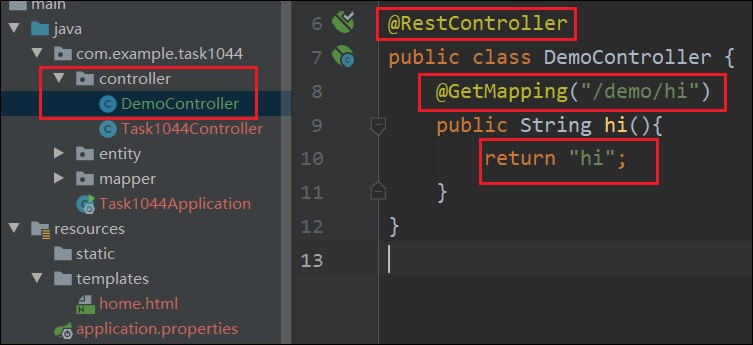 main
java
com.example.task1044
controller
DemoController
Task1044Controller
entity
mapper
Task1044Application
resources
static
templates
home.html
application.properties
6 @RestController
7 public class DemoController {
8 @GetMapping("/demo/hi")
9 public String hi(){
10 return "hi";
11 }
12 }
13